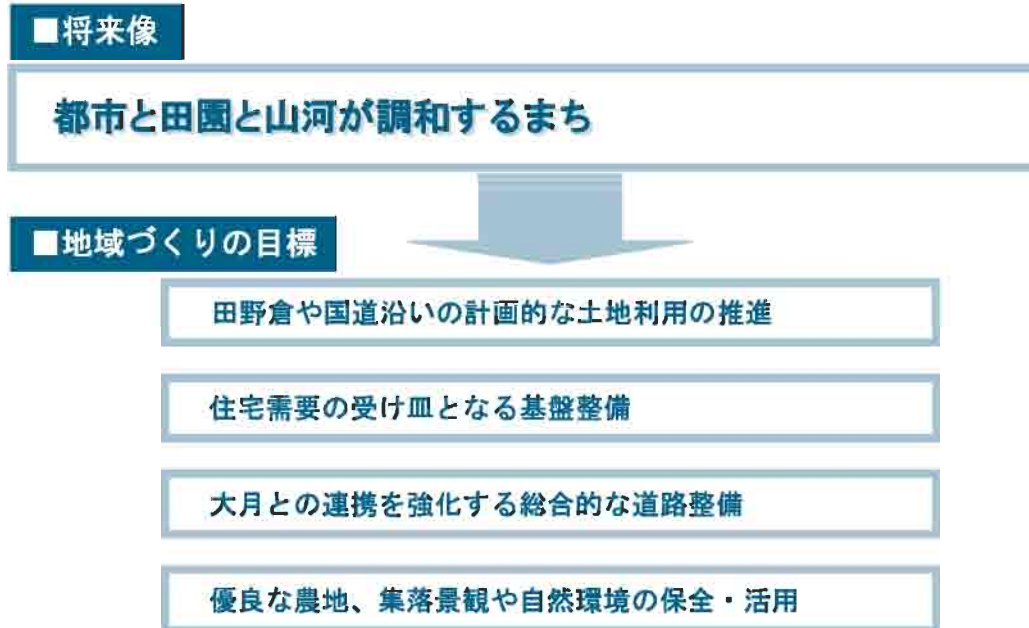 ■将来像
都市と田園と山河が調和するまち
■地域づくりの目標
田野倉や国道沿いの計画的な土地利用の推進
住宅需要の受け皿となる基盤整備
大月との連携を強化する総合的な道路整備
優良な農地、集落景観や自然環境の保全・活用